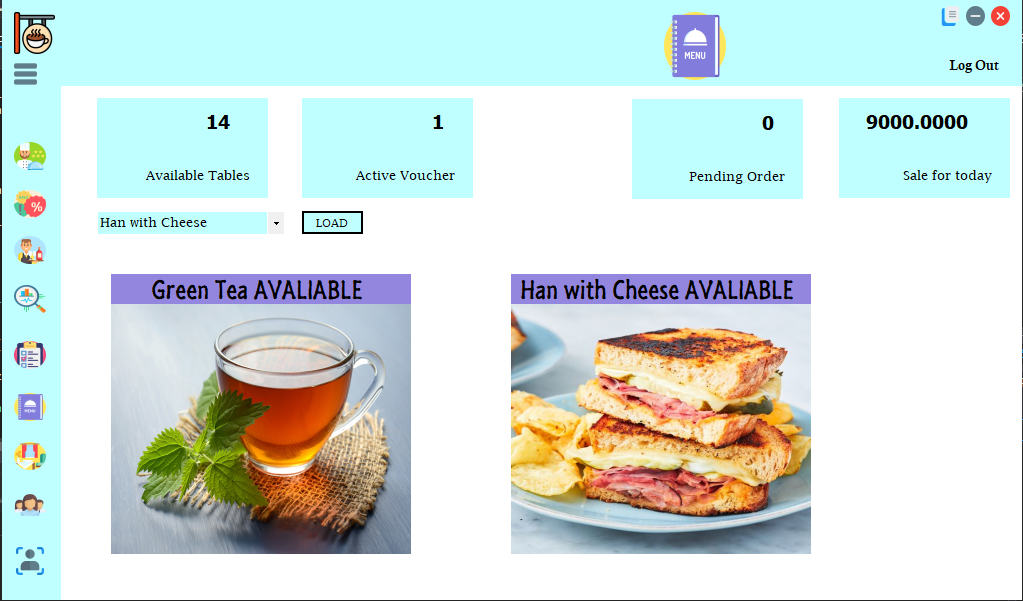 MENU
Log Out
14
Available Tables
1
Active Voucher
0
Pending Order
9000.0000
Sale for today
Han with Cheese
LOAD
%
Green Tea AVALIABLE
Han with Cheese AVALIABLE
MENU